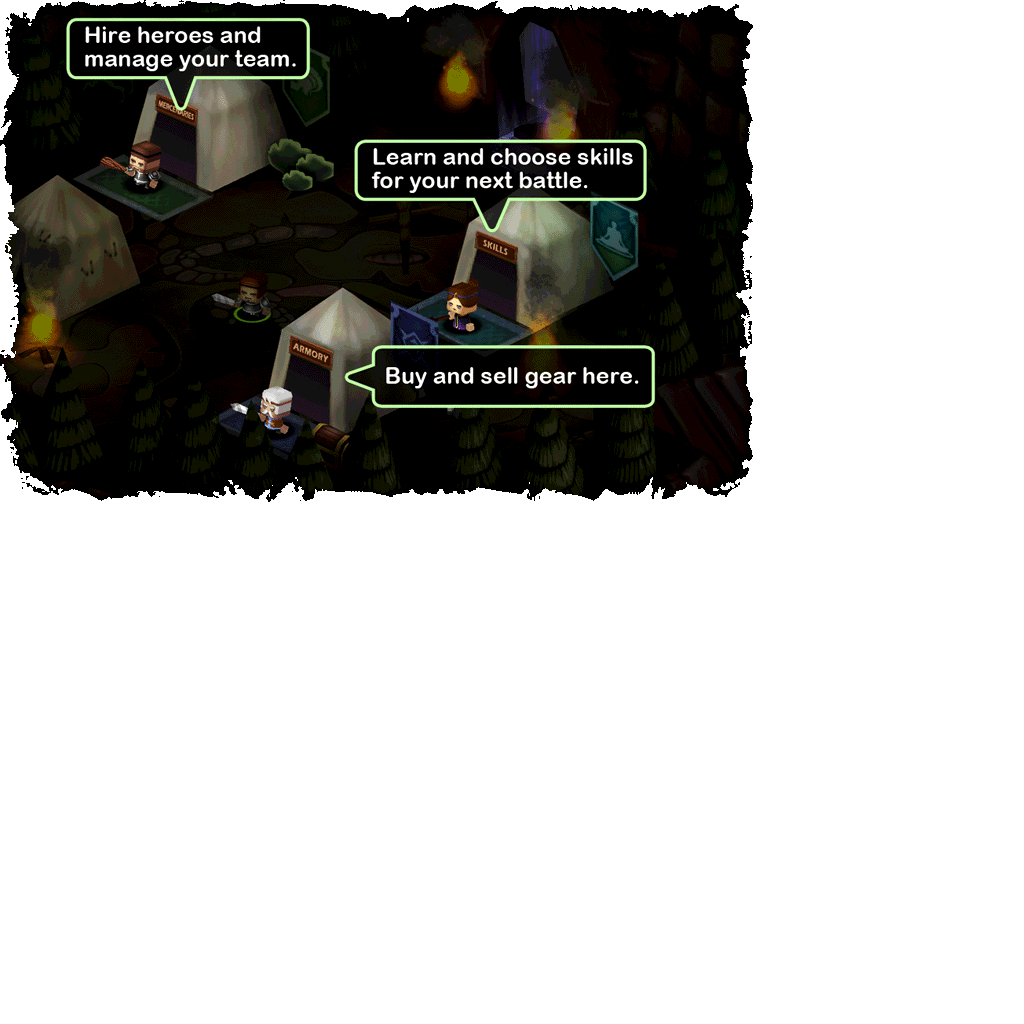 Hire heroes and
manage your team.
MERCENARIES
Learn and choose skills
for your next battle.
SKILLS
ARMORY
Buy and sell gear here.